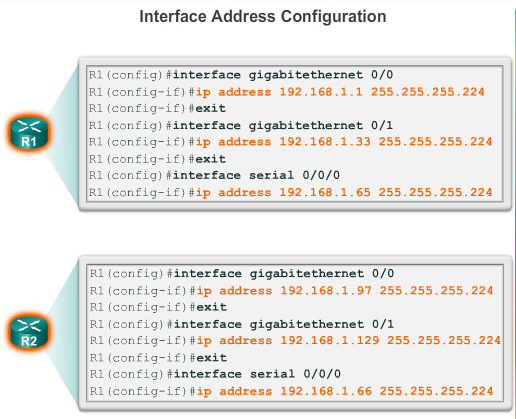 Interface Address Configuration
R1(config)#interface gigabitethernet 0/0
R1(config-if)#ip address 192.168.1.1 255.255.255.224
R1(config-if)#exit
R1(config)#interface gigabitethernet 0/1
R1(config-if)#ip address 192.168.1.33 255.255.255.224
R1(config-if)#exit
R1(config)#interface serial 0/0/0
R1(config-if)#ip address 192.168.1.65 255.255.255.224
R1
R1(config)#interface gigabitethernet 0/0
R1(config-if)#ip address 192.168.1.97 255.255.255.224
R1(config-if)#exit
R1(config)#interface gigabitethernet 0/1
R1(config-if)#ip address 192.168.1.129 255.255.255.224
R1(config-if)#exit
R1(config)#interface serial 0/0/0
R1(config-if)#ip address 192.168.1.66 255.255.255.224
R2